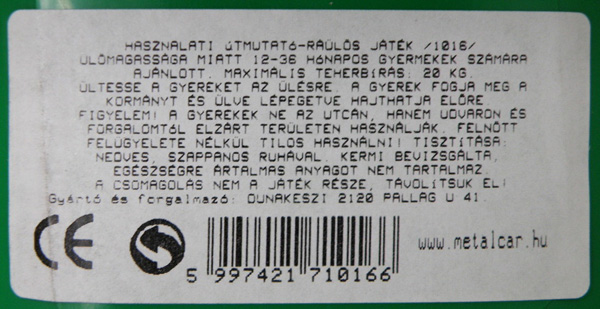 HASZNALATI ÚTMUTATÓ-RAÜLŐS JÁTÉK /1016/
ÜLŐMAGASSÁGA MIATT 12-36 HÓNAPOS GYERMEKEK SZÁMÁRA
AJÁNLOTT. MAXIMÁLIS TEHERBÍRÁS: 20 KG.
ÜLTESSE A GYEREKET AZ ÜLÉSRE. A GYEREK FOGJA MEG A
KORMÁNYT ÉS ÜLVE LÉPEGETVE HAJTHATJA ELŐRE.
FIGYELEM! A GYEREKEK NE AZ UTCÁN, HANEM UDVARON ÉS
FORGALOMTÓL ELZÁRT TERÜLETEN HASZNÁLJÁK. FELNŐTT
FELÜGYELETE NÉLKÜL TILOS HASZNÁLNI! TISZTÍTÁSA:
NEDVES, SZAPPANOS RUHÁVAL. KERMI BEVIZSGÁLTA,
EGÉSZSÉGRE ÁRTALMAS ANYAGOT NEM TARTALMAZ.
A CSOMAGOLÁS NEM A JÁTÉK RÉSZE, TÁVOLÍTSUK EL!
Gyártó és forgalmazó: DUNAKESZI 2120 PALLAG U 41.
CE
www.metalcar.hu
5 997421 710166